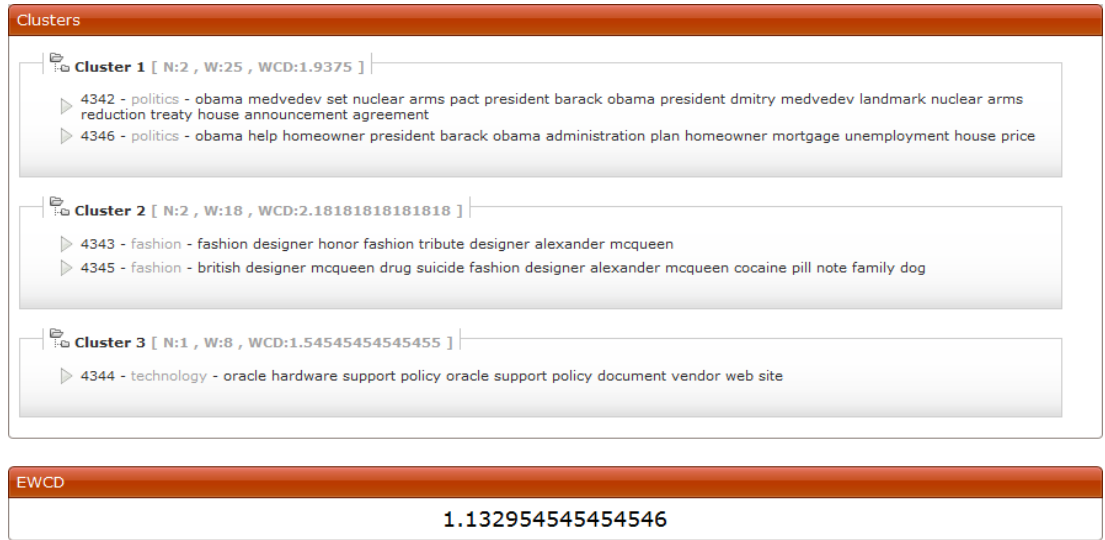 Clusters
Cluster 1 [ N:2 , W:25 , WCD:1.9375 ]
4342 - politics - obama medvedev set nuclear arms pact president barack obama president dmitry medvedev landmark nuclear arms
reduction treaty house announcement agreement
4346 - politics - obama help homeowner president barack obama administration plan homeowner mortgage unemployment house price
Cluster 2 [ N:2 , W:18 , WCD:2.18181818181818 ]
4343 - fashion - fashion designer honor fashion tribute designer alexander mcqueen
4345 - fashion - british designer mcqueen drug suicide fashion designer alexander mcqueen cocaine pill note family dog
Cluster 3 [ N:1 , W:8 , WCD:1.54545454545455 ]
4344 - technology - oracle hardware support policy oracle support policy document vendor web site
EWCD
1.132954545454546